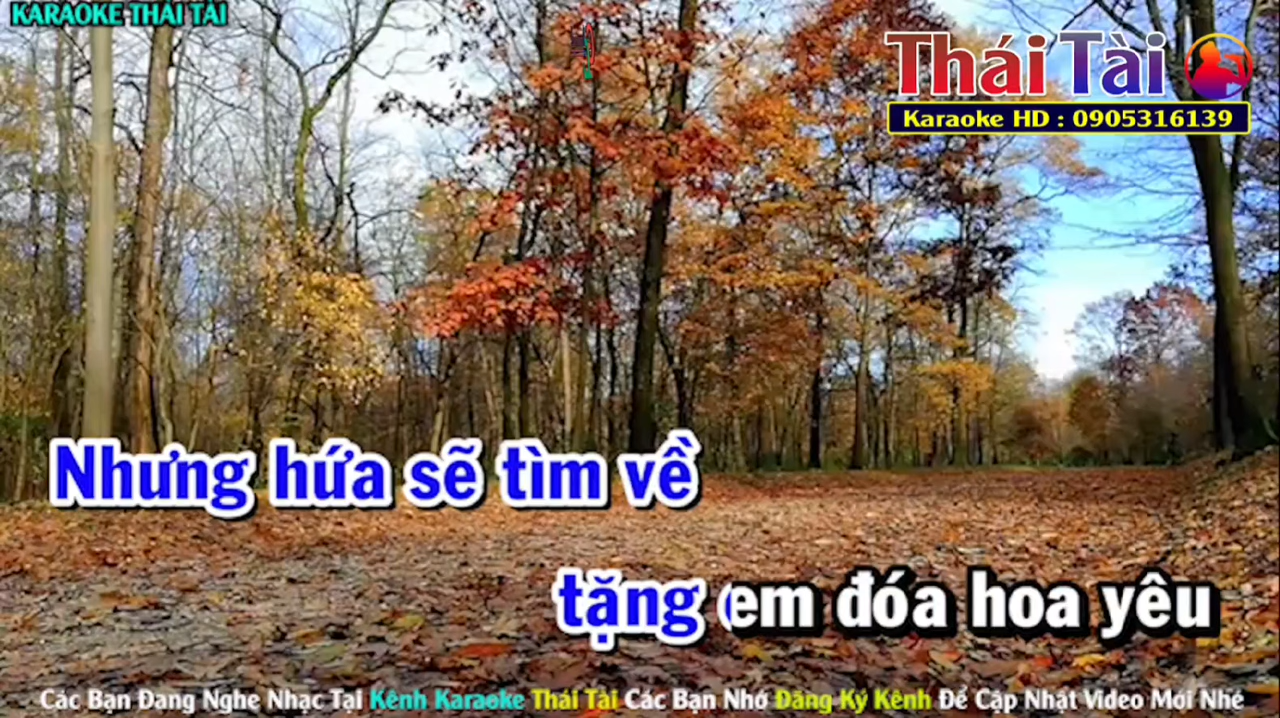 KARAOKE THÁI TÀI
Thái Tài
Karaoke HD : 0905316139
Nhưng hứa sẽ tìm về
tặng em đóa hoa yêu
Các Bạn Đang Nghe Nhạc Tại Kênh Karaoke Thái Tài Các Bạn Nhớ Đăng Ký Kênh Để Cập Nhật Video Mới Nhé